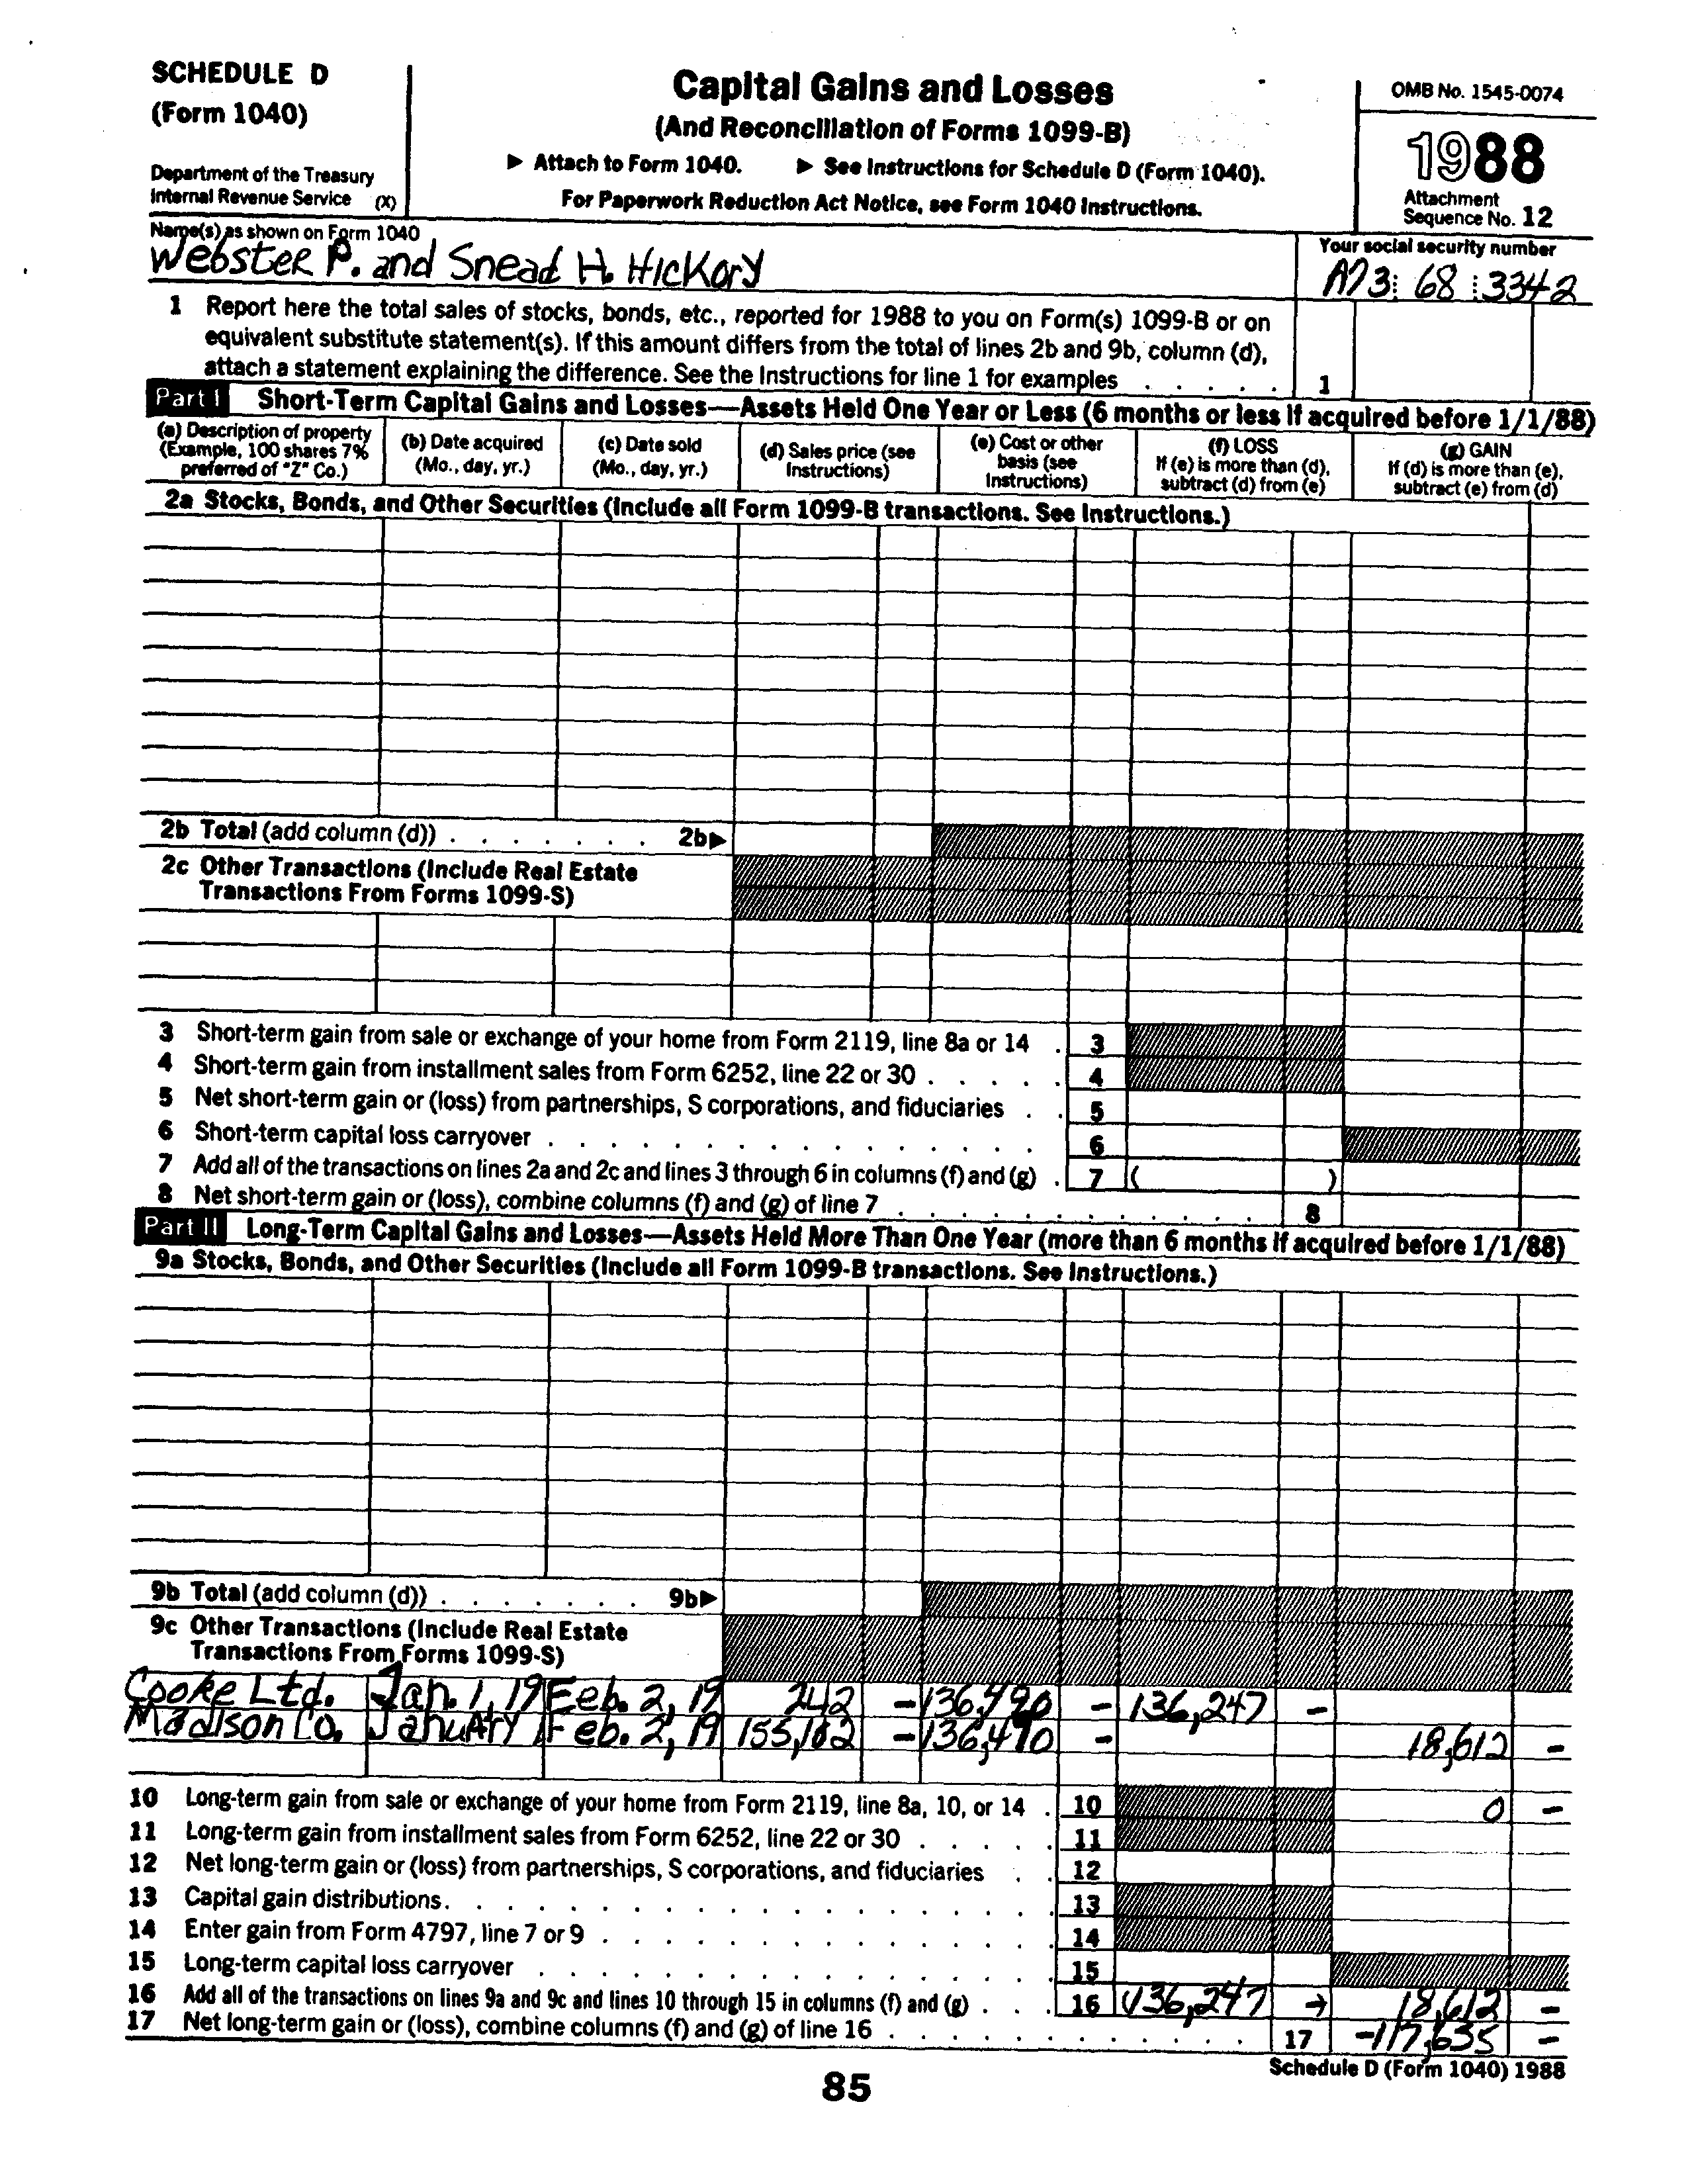 SCHEDULE D
(Form 1040)
Department of the Treasury
Internal Revenue Service (X)
Capital Gains and Losses
(And Reconciliation of Forms 1099-B)
▶ Attach to Form 1040. ▶ See Instructions for Schedule D (Form 1040).
For Paperwork Reduction Act Notice, see Form 1040 Instructions.
OMB No. 1545-0074
1988
Attachment
Sequence No. 12
Name(s) as shown on Form 1040
Webster P. and Snead H. Hickory
Your social security number
A73: 68 :3342
1 Report here the total sales of stocks, bonds, etc., reported for 1988 to you on Form(s) 1099-B or on
equivalent substitute statement(s). If this amount differs from the total of lines 2b and 9b, column (d),
attach a statement explaining the difference. See the Instructions for line 1 for examples . . . . . 1
Part I Short-Term Capital Gains and Losses—Assets Held One Year or Less (6 months or less if acquired before 1/1/88)
(a) Description of property
(Example, 100 shares 7%
preferred of "Z" Co.)
(b) Date acquired
(Mo., day, yr.)
(c) Date sold
(Mo., day, yr.)
(d) Sales price (see
Instructions)
(e) Cost or other
basis (see
Instructions)
(f) LOSS
If (e) is more than (d),
subtract (d) from (e)
(g) GAIN
If (d) is more than (e),
subtract (e) from (d)
2a Stocks, Bonds, and Other Securities (Include all Form 1099-B transactions. See Instructions.)
2b Total (add column (d)) . . . . . . . 2b▶
2c Other Transactions (Include Real Estate
Transactions From Forms 1099-S)
3 Short-term gain from sale or exchange of your home from Form 2119, line 8a or 14 . 3
4 Short-term gain from installment sales from Form 6252, line 22 or 30 . . . . . 4
5 Net short-term gain or (loss) from partnerships, S corporations, and fiduciaries . . 5
6 Short-term capital loss carryover . . . . . . . . . . . . . . . . 6
7 Add all of the transactions on lines 2a and 2c and lines 3 through 6 in columns (f) and (g) . 7 ( )
8 Net short-term gain or (loss), combine columns (f) and (g) of line 7 . . . . . . . . . . . . 8
Part II Long-Term Capital Gains and Losses—Assets Held More Than One Year (more than 6 months if acquired before 1/1/88)
9a Stocks, Bonds, and Other Securities (Include all Form 1099-B transactions. See Instructions.)
9b Total (add column (d)) . . . . . . . 9b▶
9c Other Transactions (Include Real Estate
Transactions From Forms 1099-S)
Cooke Ltd. Jan. 1, 19 Feb. 2, 19 242 - 136,490 - 136,247 -
Madison Co. January 1 Feb. 2, 19 155,102 - 136,490 - 18,612 -
10 Long-term gain from sale or exchange of your home from Form 2119, line 8a, 10, or 14 . 10 0 -
11 Long-term gain from installment sales from Form 6252, line 22 or 30 . . . . . 11
12 Net long-term gain or (loss) from partnerships, S corporations, and fiduciaries . . 12
13 Capital gain distributions. . . . . . . . . . . . . . . . . . . 13
14 Enter gain from Form 4797, line 7 or 9 . . . . . . . . . . . . . . 14
15 Long-term capital loss carryover . . . . . . . . . . . . . . . . 15
16 Add all of the transactions on lines 9a and 9c and lines 10 through 15 in columns (f) and (g) . . . 16 (136,247 -) 18,612 -
17 Net long-term gain or (loss), combine columns (f) and (g) of line 16 . . . . . . . . . . . . 17 -117,635 -
Schedule D (Form 1040) 1988
85